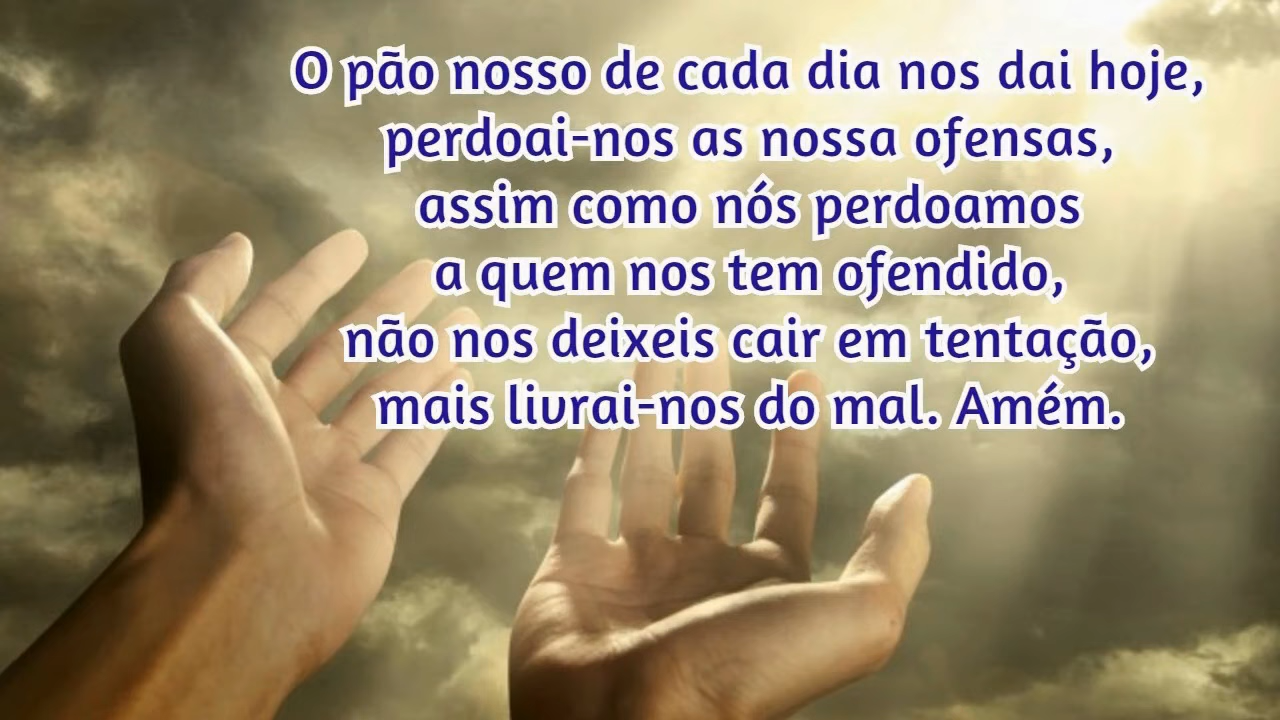 O pão nosso de cada dia nos dai hoje,
perdoai-nos as nossa ofensas,
assim como nós perdoamos
a quem nos tem ofendido,
não nos deixeis cair em tentação,
mais livrai-nos do mal. Amém.